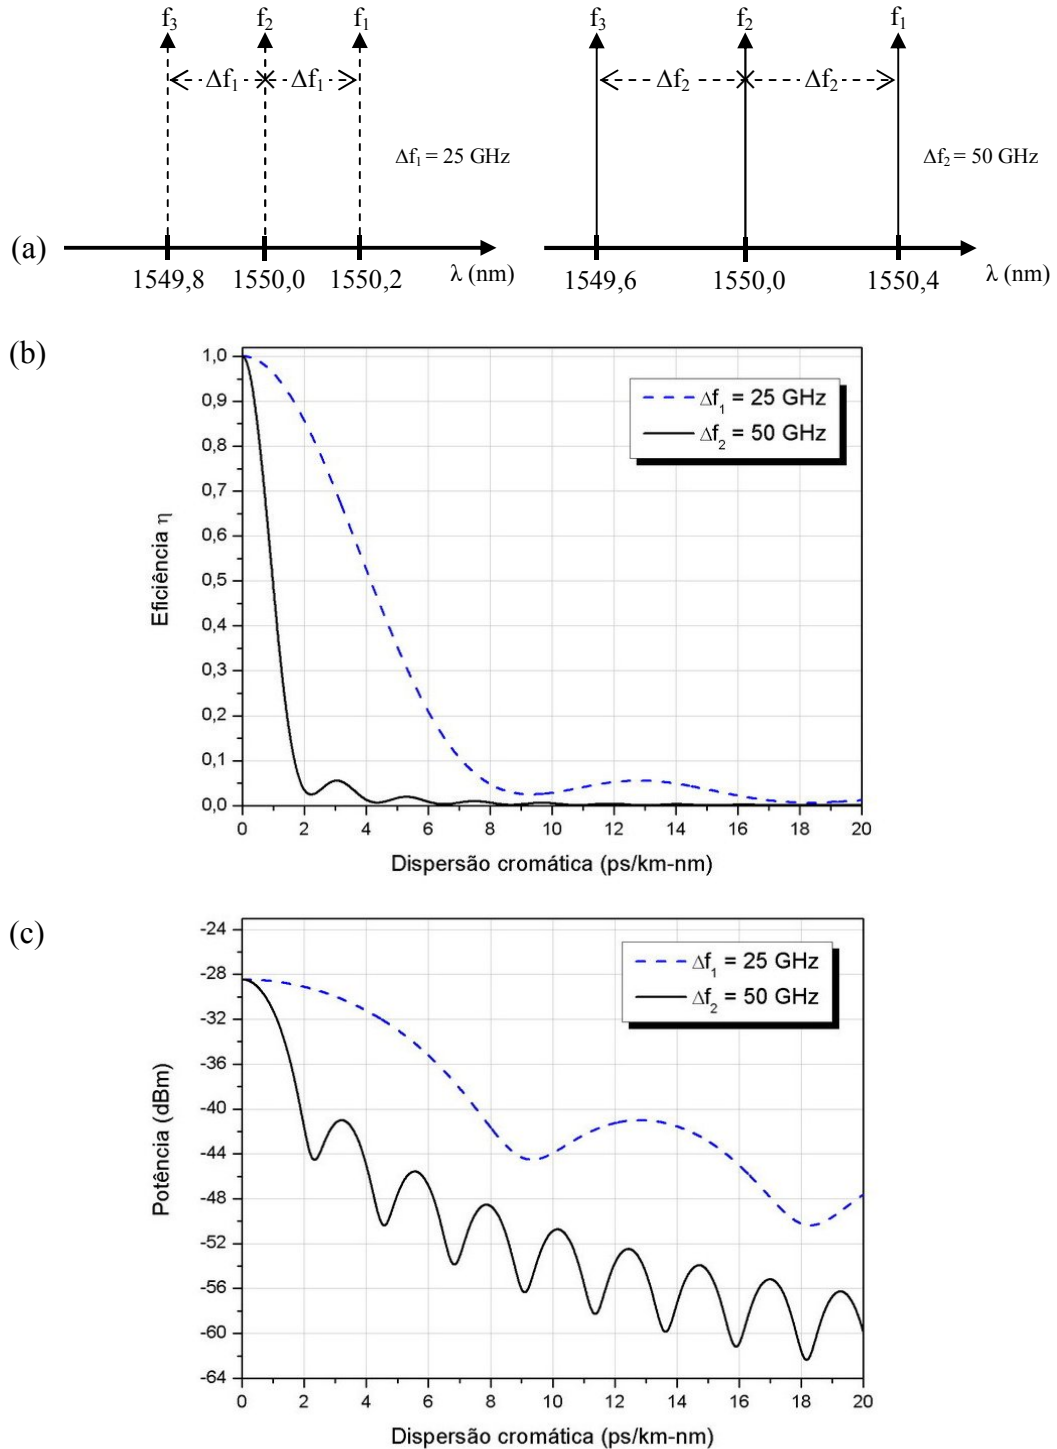 f₃ f₂ f₁
Δf₁ Δf₁
Δf₁ = 25 GHz
1549,8 1550,0 1550,2 λ (nm)
f₃ f₂ f₁
Δf₂ Δf₂
Δf₂ = 50 GHz
1549,6 1550,0 1550,4 λ (nm)
(a)
(b)
Eficiência η
1,0
0,9
0,8
0,7
0,6
0,5
0,4
0,3
0,2
0,1
0,0
Δf₁ = 25 GHz
Δf₂ = 50 GHz
0 2 4 6 8 10 12 14 16 18 20
Dispersão cromática (ps/km-nm)
(c)
Potência (dBm)
-24
-28
-32
-36
-40
-44
-48
-52
-56
-60
-64
Δf₁ = 25 GHz
Δf₂ = 50 GHz
0 2 4 6 8 10 12 14 16 18 20
Dispersão cromática (ps/km-nm)